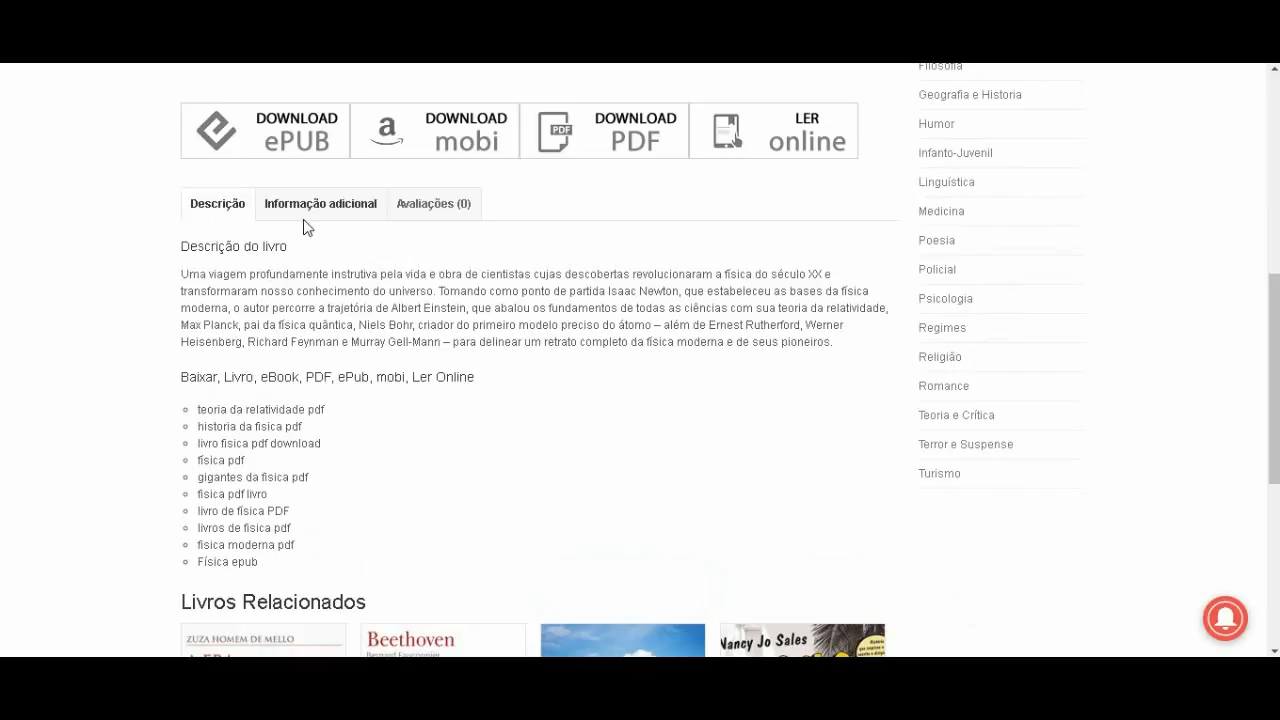 DOWNLOAD ePUB
a DOWNLOAD mobi
PDF DOWNLOAD PDF
LER online
Descrição
Informação adicional
Avaliações (0)
Descrição do livro
Uma viagem profundamente instrutiva pela vida e obra de cientistas cujas descobertas revolucionaram a física do século XX e
transformaram nosso conhecimento do universo. Tomando como ponto de partida Isaac Newton, que estabeleceu as bases da física
moderna, o autor percorre a trajetória de Albert Einstein, que abalou os fundamentos de todas as ciências com sua teoria da relatividade,
Max Planck, pai da física quântica, Niels Bohr, criador do primeiro modelo preciso do átomo – além de Ernest Rutherford, Werner
Heisenberg, Richard Feynman e Murray Gell-Mann – para delinear um retrato completo da física moderna e de seus pioneiros.
Baixar, Livro, eBook, PDF, ePub, mobi, Ler Online
teoria da relatividade pdf
historia da fisica pdf
livro fisica pdf download
física pdf
gigantes da fisica pdf
fisica pdf livro
livro de física PDF
livros de fisica pdf
fisica moderna pdf
Física epub
Livros Relacionados
ZUZA HOMEM DE MELLO
Beethoven
Bernard Fauconnier
Nancy Jo Sales
Filosofia
Geografia e Historia
Humor
Infanto-Juvenil
Linguística
Medicina
Poesia
Policial
Psicologia
Regimes
Religião
Romance
Teoria e Crítica
Terror e Suspense
Turismo